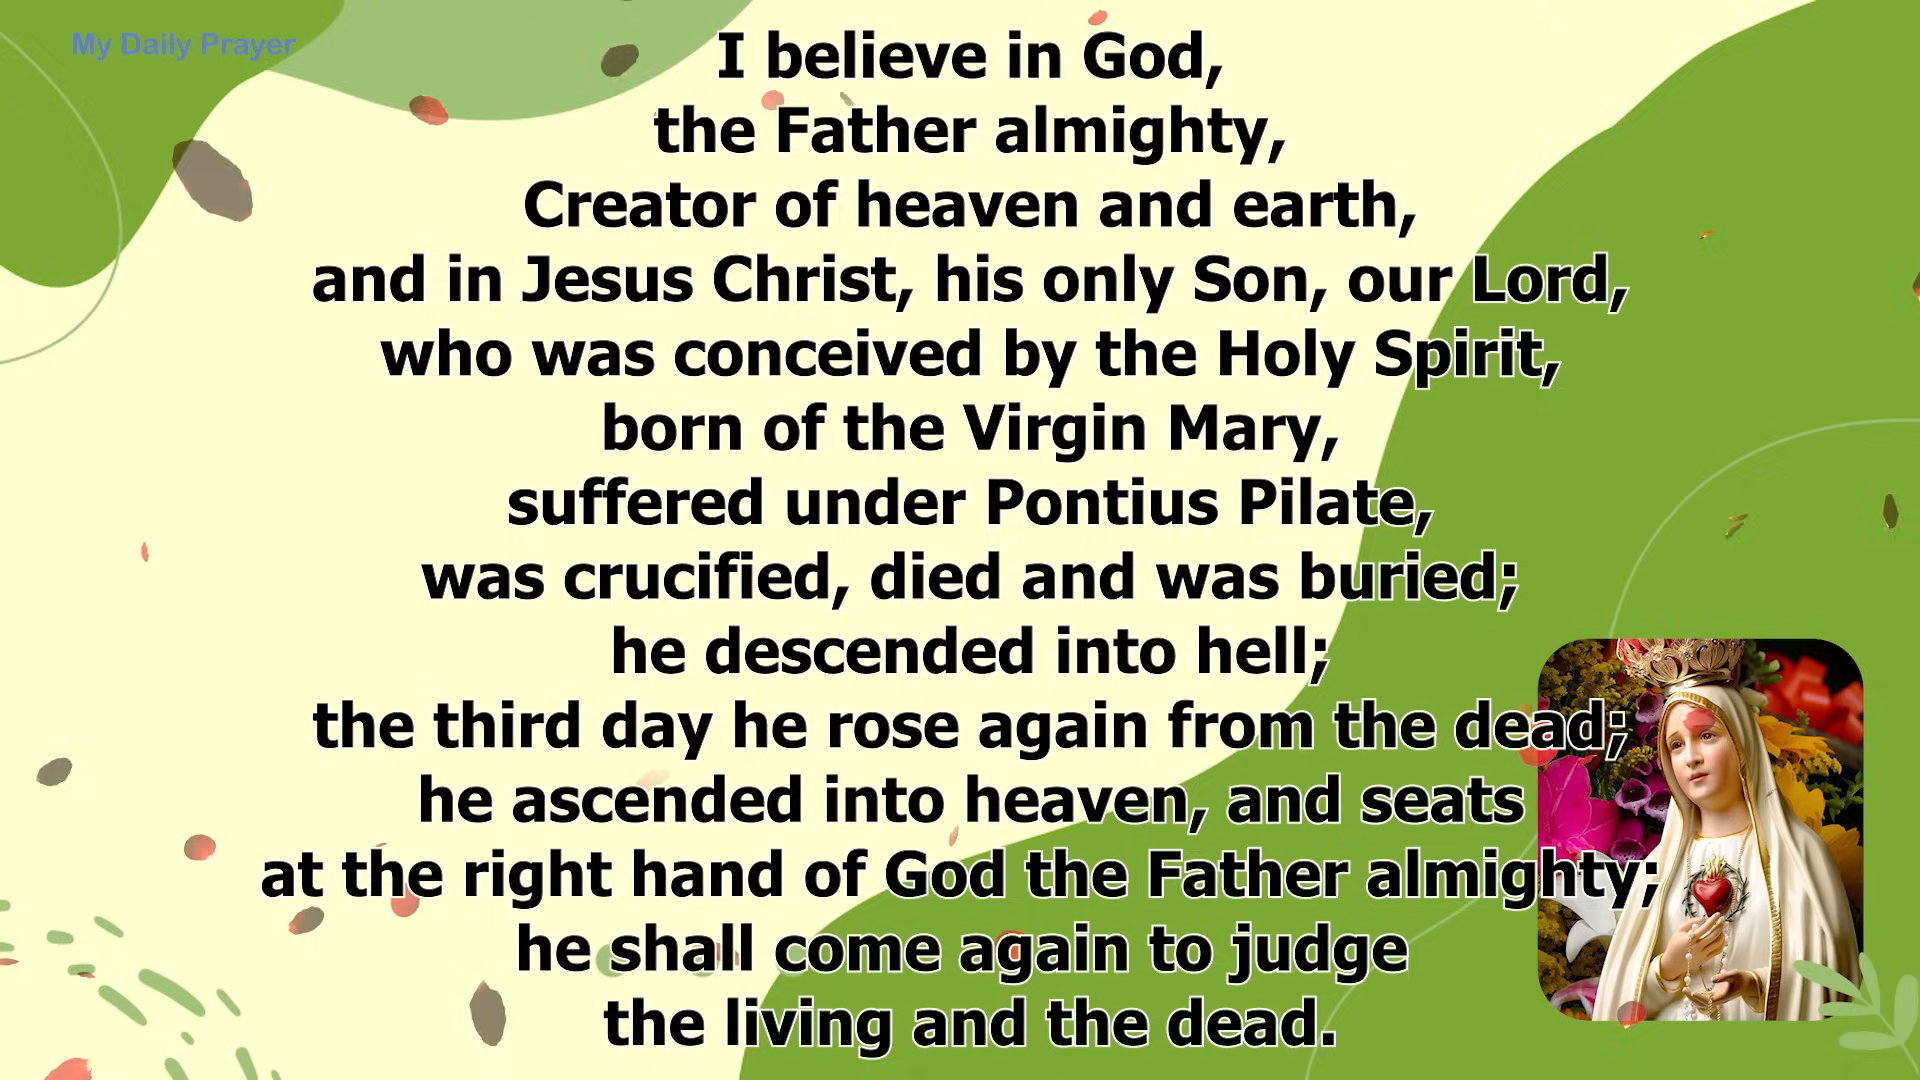 My Daily Prayer
I believe in God,
the Father almighty,
Creator of heaven and earth,
and in Jesus Christ, his only Son, our Lord,
who was conceived by the Holy Spirit,
born of the Virgin Mary,
suffered under Pontius Pilate,
was crucified, died and was buried;
he descended into hell;
the third day he rose again from the dead;
he ascended into heaven, and seats
at the right hand of God the Father almighty;
he shall come again to judge
the living and the dead.